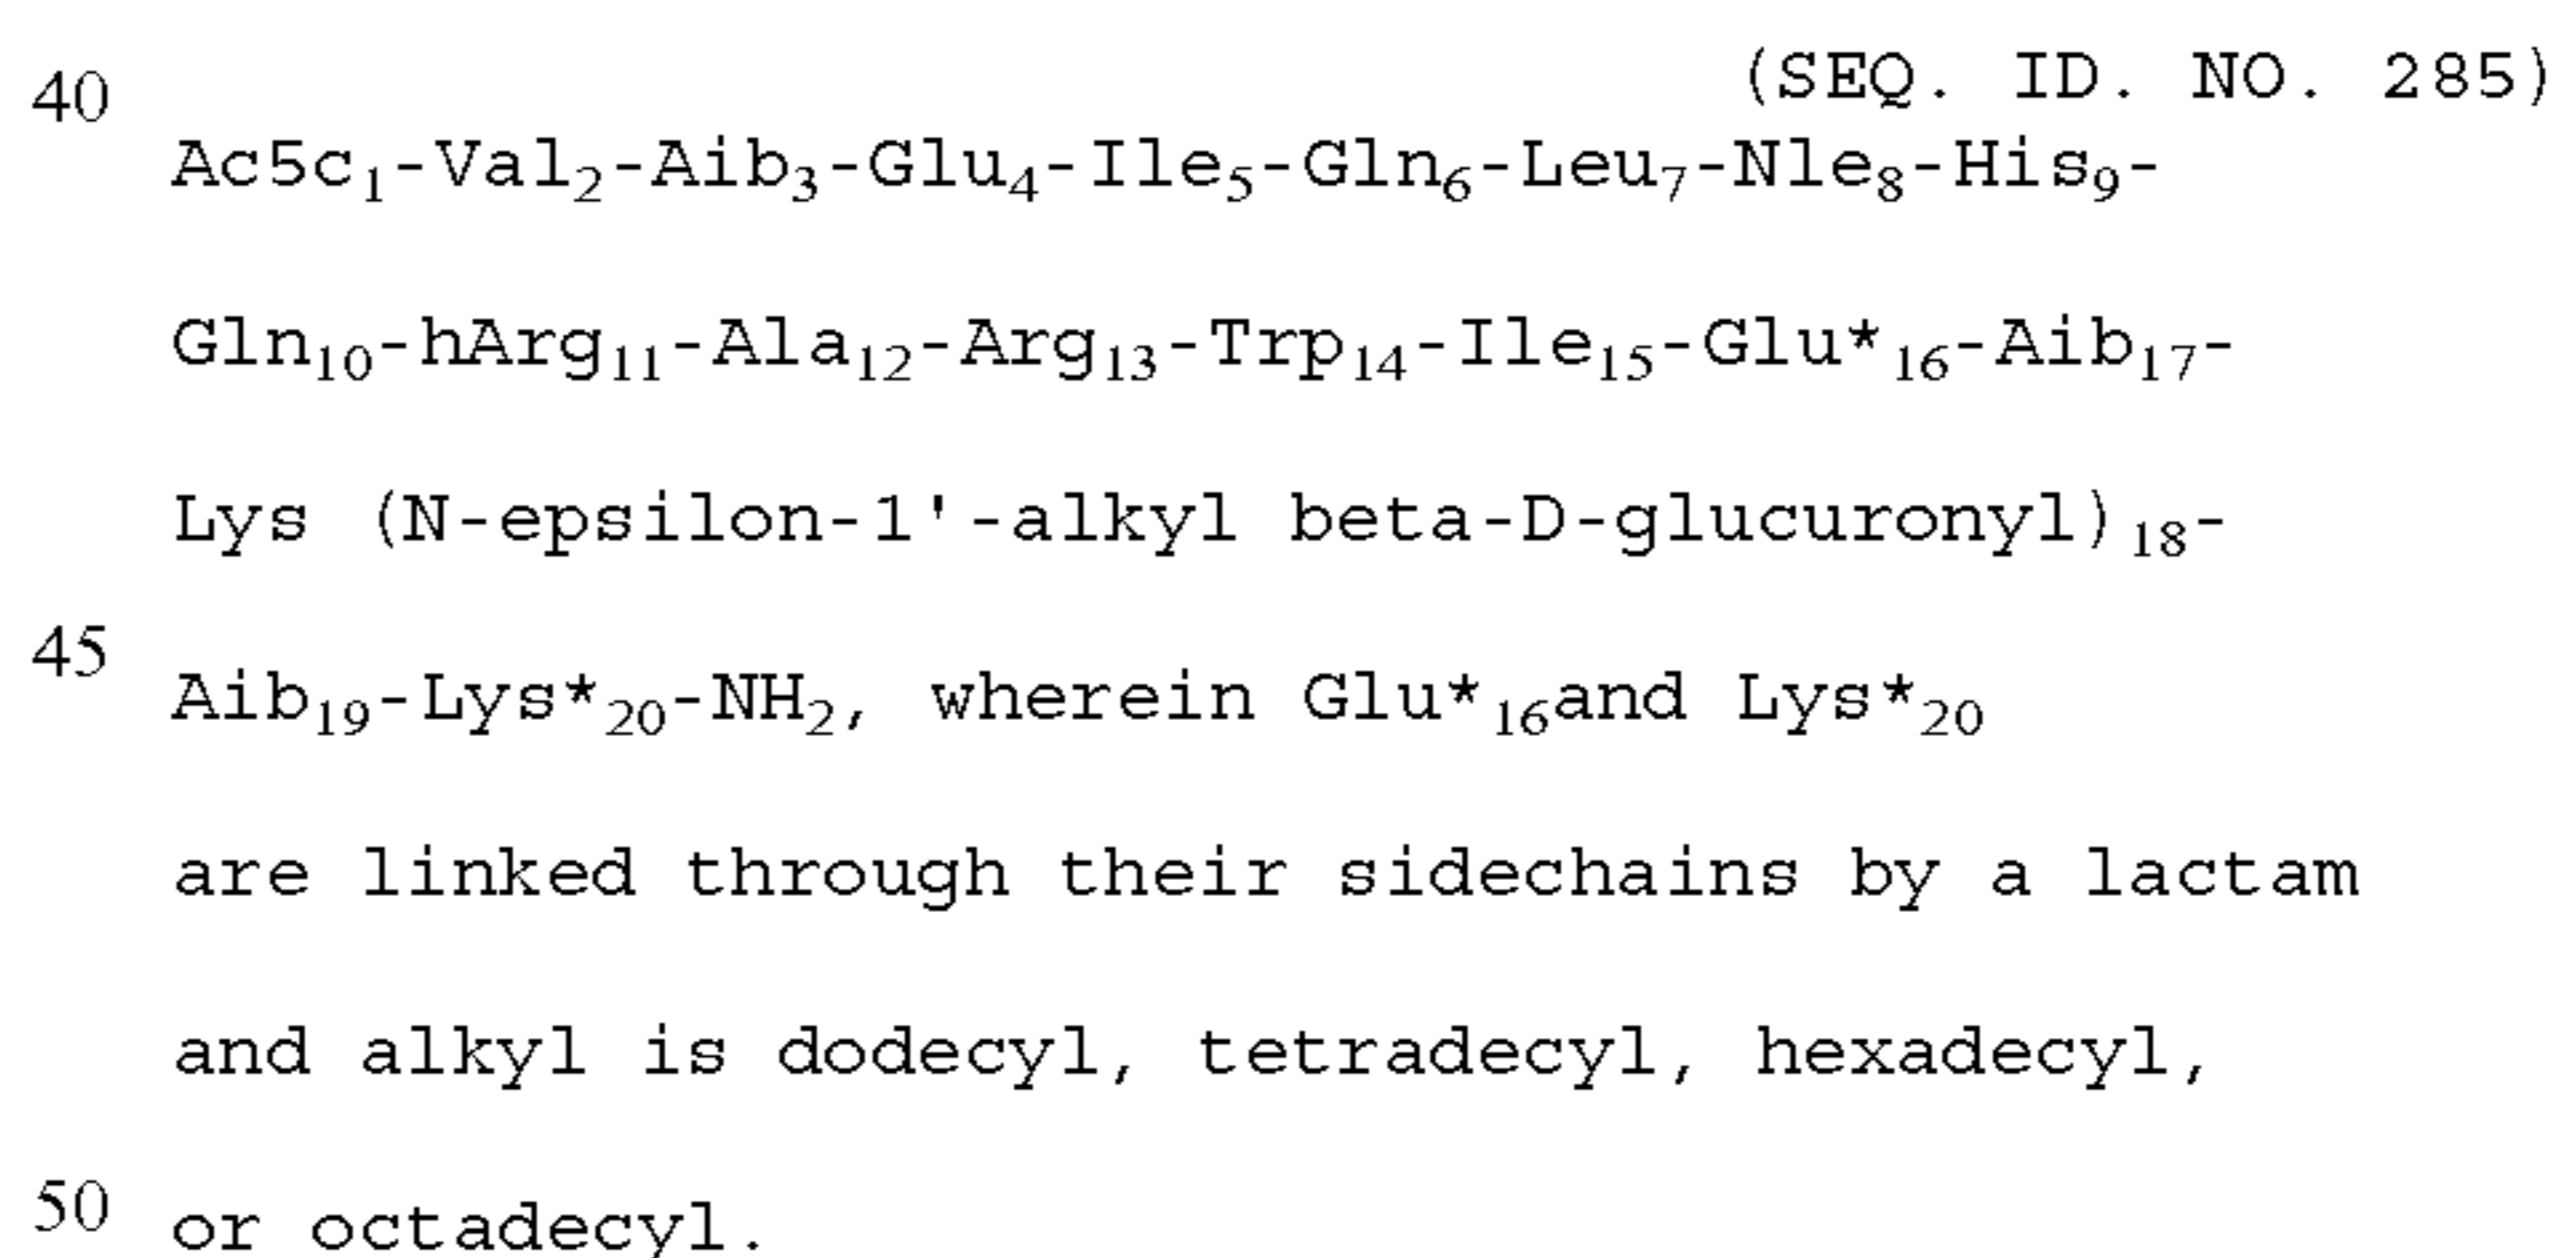 40 (SEQ. ID. NO. 285)
Ac5c₁-Val₂-Aib₃-Glu₄-Ile₅-Gln₆-Leu₇-Nle₈-His₉-
Gln₁₀-hArg₁₁-Ala₁₂-Arg₁₃-Trp₁₄-Ile₁₅-Glu*₁₆-Aib₁₇-
Lys (N-epsilon-1'-alkyl beta-D-glucuronyl)₁₈-
45
Aib₁₉-Lys*₂₀-NH₂, wherein Glu*₁₆and Lys*₂₀
are linked through their sidechains by a lactam
and alkyl is dodecyl, tetradecyl, hexadecyl,
50 or octadecyl.